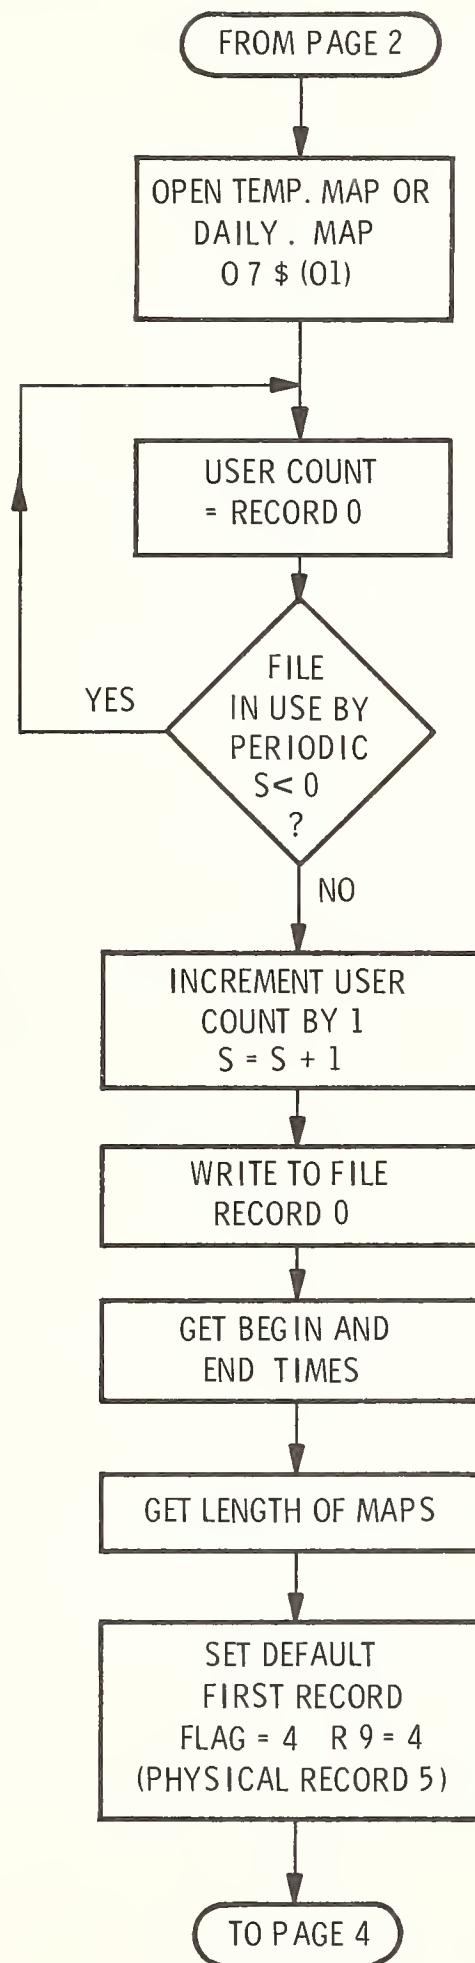 FROM PAGE 2
OPEN TEMP. MAP OR
DAILY . MAP
O 7 $ (O1)
USER COUNT
= RECORD 0
FILE
IN USE BY
PERIODIC
S< 0
?
YES
NO
INCREMENT USER
COUNT BY 1
S = S + 1
WRITE TO FILE
RECORD 0
GET BEGIN AND
END TIMES
GET LENGTH OF MAPS
SET DEFAULT
FIRST RECORD
FLAG = 4 R 9 = 4
(PHYSICAL RECORD 5)
TO PAGE 4